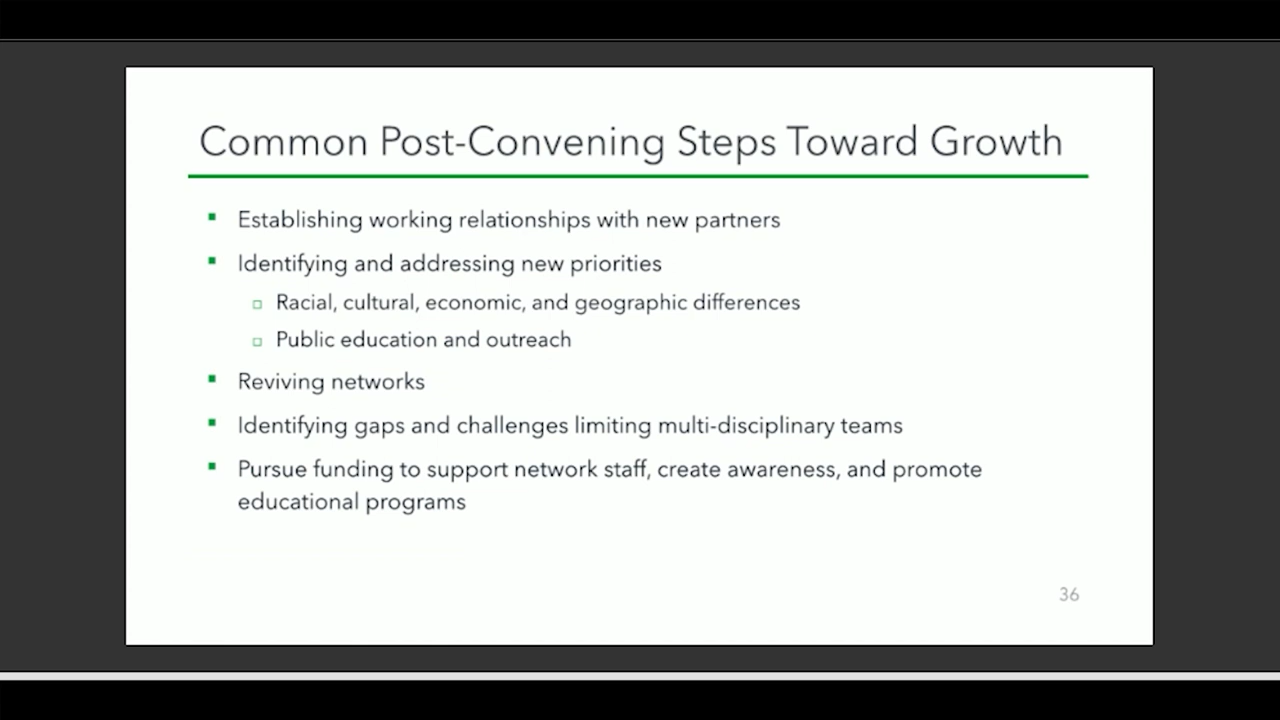 Common Post-Convening Steps Toward Growth
Establishing working relationships with new partners
Identifying and addressing new priorities
Racial, cultural, economic, and geographic differences
Public education and outreach
Reviving networks
Identifying gaps and challenges limiting multi-disciplinary teams
Pursue funding to support network staff, create awareness, and promote
educational programs
36